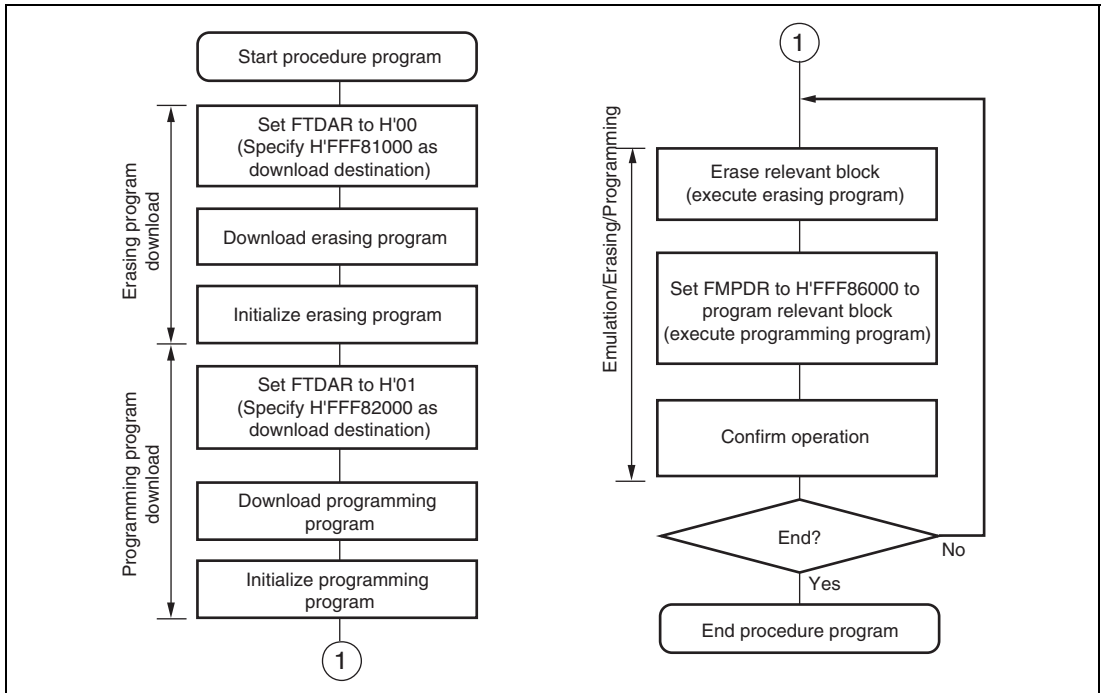 Start procedure program
Erasing program
download
Set FTDAR to H'00
(Specify H'FFF81000 as
download destination)
Download erasing program
Initialize erasing program
Programming program
download
Set FTDAR to H'01
(Specify H'FFF82000 as
download destination)
Download programming
program
Initialize programming
program
1
1
Emulation/Erasing/Programming
Erase relevant block
(execute erasing program)
Set FMPDR to H'FFF86000 to
program relevant block
(execute programming program)
Confirm operation
End?
No
Yes
End procedure program